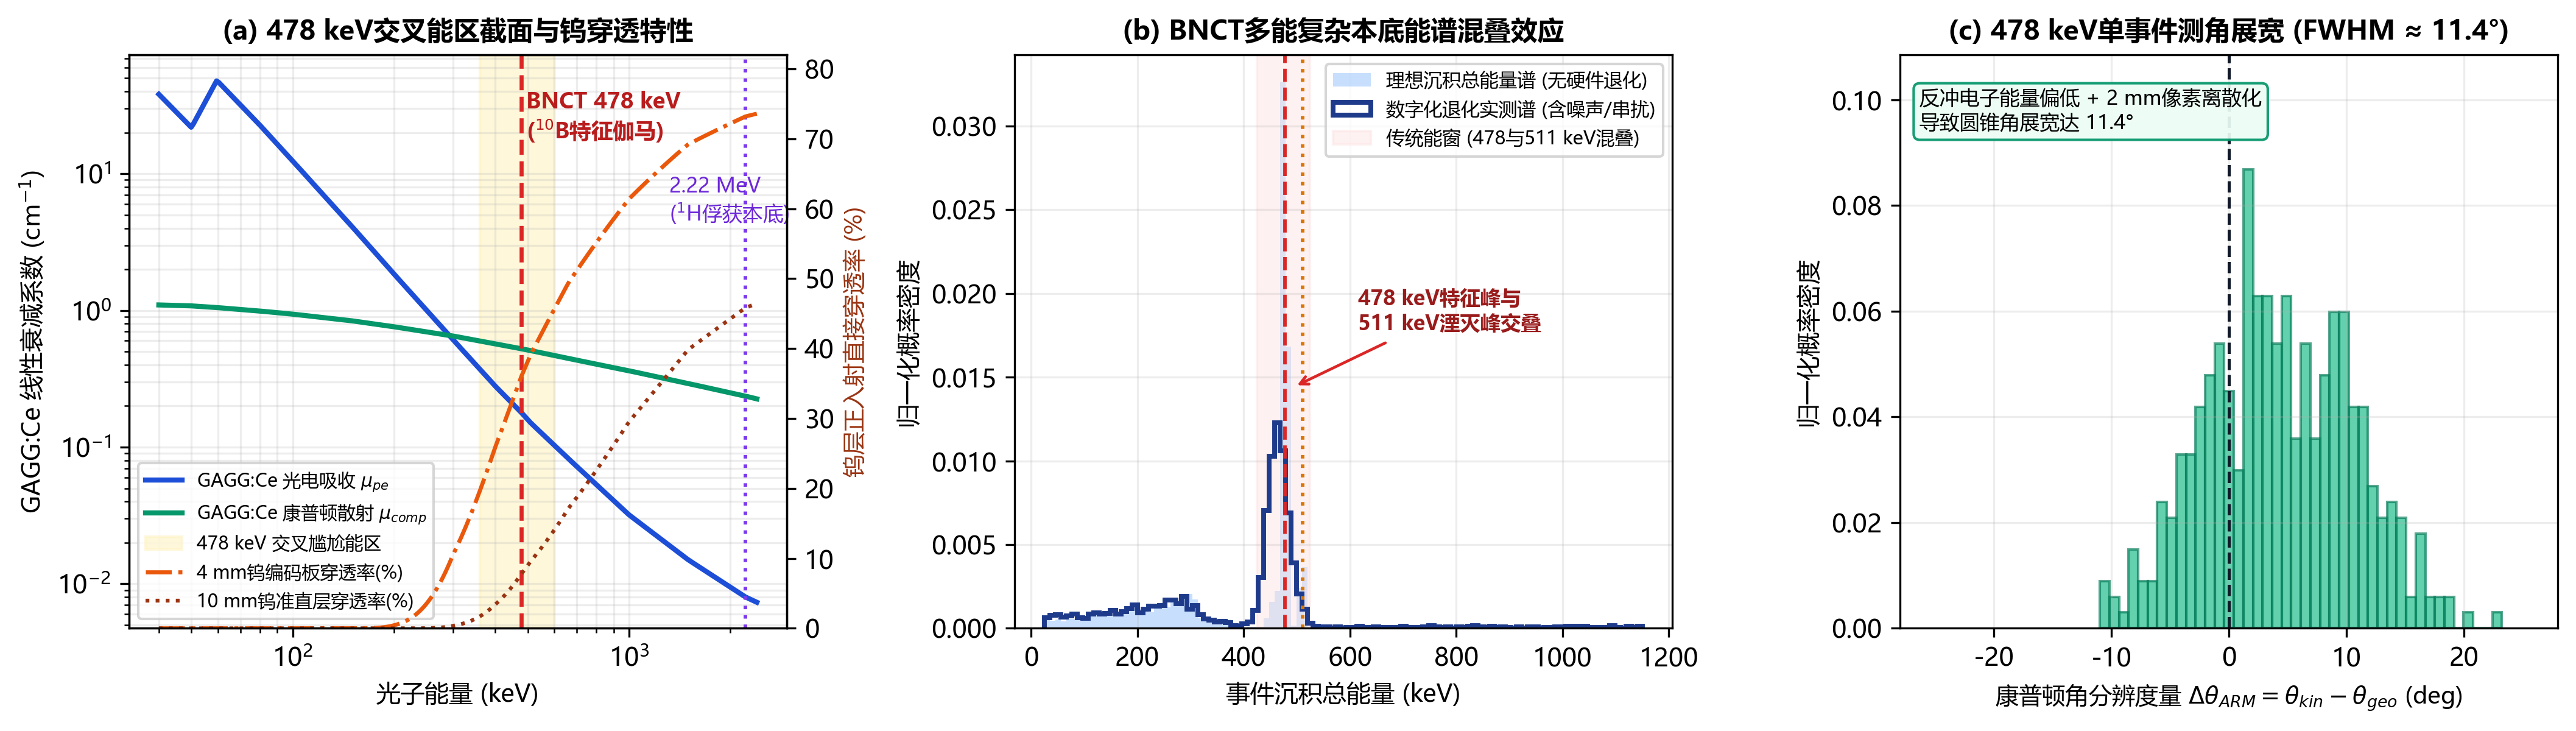 (a) 478 keV交叉能区截面与钨穿透特性
GAGG:Ce 线性衰减系数 (cm⁻¹)
10¹
10⁰
10⁻¹
10⁻²
BNCT 478 keV
(¹⁰B特征伽马)
2.22 MeV
(¹H俘获本底)
GAGG:Ce 光电吸收 μpe
GAGG:Ce 康普顿散射 μcomp
478 keV 交叉尴尬能区
4 mm钨编码板穿透率(%)
10 mm钨准直层穿透率(%)
80
70
60
50
40
30
20
10
0
钨层正入射直接穿透率 (%)
10²
10³
光子能量 (keV)
(b) BNCT多能复杂本底能谱混叠效应
归一化概率密度
0.030
0.025
0.020
0.015
0.010
0.005
0.000
理想沉积总能量谱 (无硬件退化)
数字化退化实测谱 (含噪声/串扰)
传统能窗 (478与511 keV混叠)
478 keV特征峰与
511 keV湮灭峰交叠
0
200
400
600
800
1000
1200
事件沉积总能量 (keV)
(c) 478 keV单事件测角展宽 (FWHM ≈ 11.4°)
归一化概率密度
0.10
0.08
0.06
0.04
0.02
0.00
反冲电子能量偏低 + 2 mm像素离散化
导致圆锥角展宽达 11.4°
-20
-10
0
10
20
康普顿角分辨度量 ΔθARM = θkin − θgeo (deg)